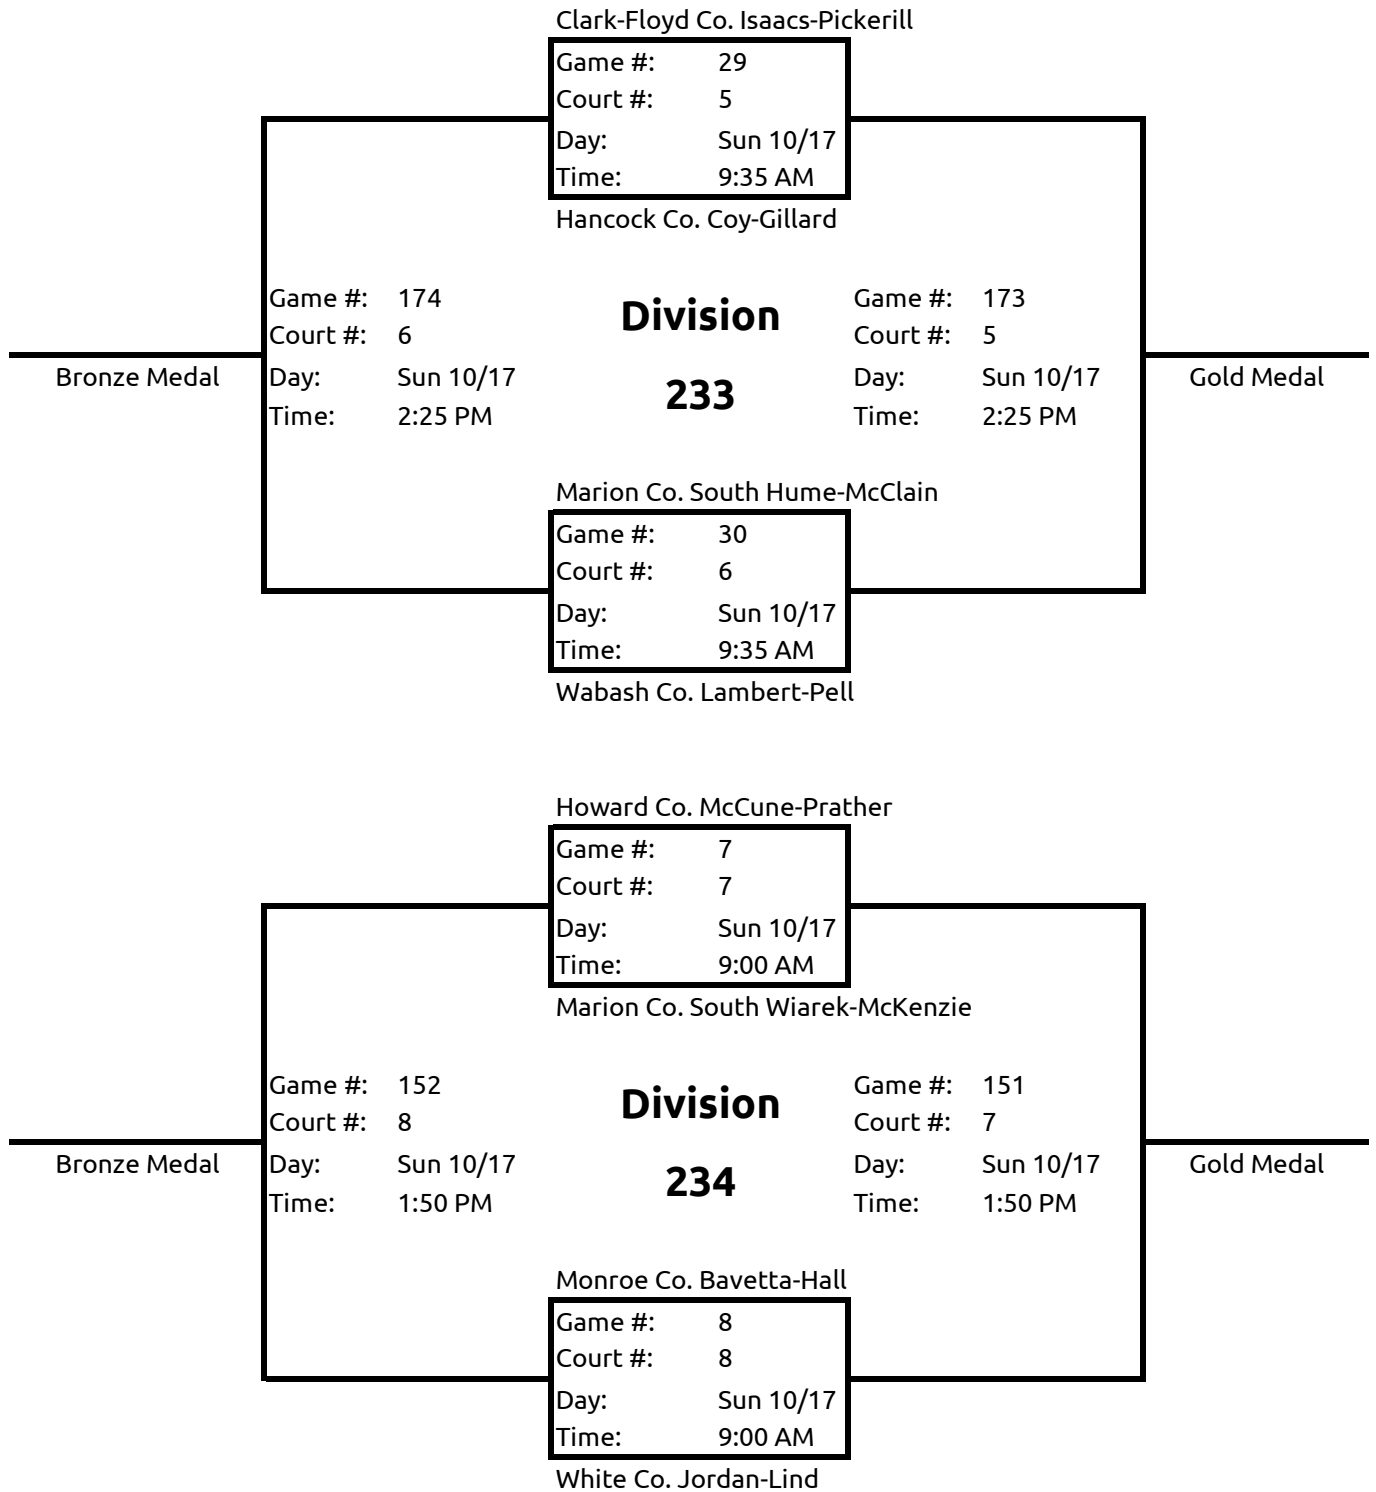 Clark-Floyd Co. Isaacs-Pickerill
Game #: 29
Court #: 5
Day: Sun 10/17
Time: 9:35 AM
Hancock Co. Coy-Gillard
Game #: 174 Division Game #: 173
Court #: 6 Court #: 5
Bronze Medal Day: Sun 10/17 233 Day: Sun 10/17 Gold Medal
Time: 2:25 PM Time: 2:25 PM
Marion Co. South Hume-McClain
Game #: 30
Court #: 6
Day: Sun 10/17
Time: 9:35 AM
Wabash Co. Lambert-Pell
Howard Co. McCune-Prather
Game #: 7
Court #: 7
Day: Sun 10/17
Time: 9:00 AM
Marion Co. South Wiarek-McKenzie
Game #: 152 Division Game #: 151
Court #: 8 Court #: 7
Bronze Medal Day: Sun 10/17 234 Day: Sun 10/17 Gold Medal
Time: 1:50 PM Time: 1:50 PM
Monroe Co. Bavetta-Hall
Game #: 8
Court #: 8
Day: Sun 10/17
Time: 9:00 AM
White Co. Jordan-Lind